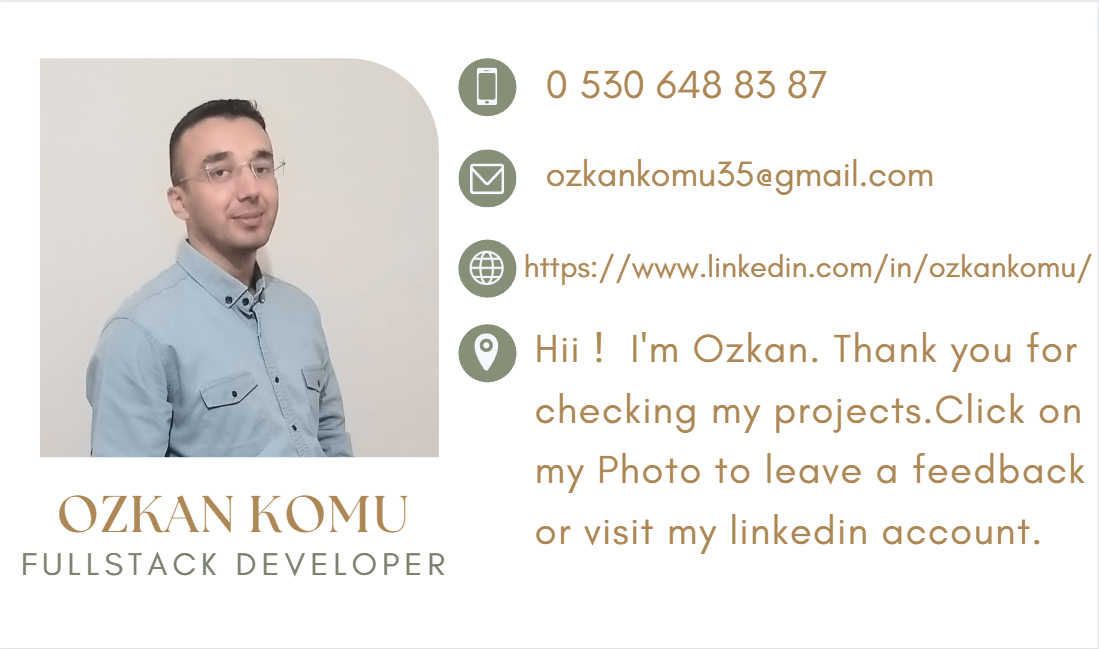 0 530 648 83 87
ozkankomu35@gmail.com
https://www.linkedin.com/in/ozkankomu/
Hii ! I'm Ozkan. Thank you for
checking my projects.Click on
my Photo to leave a feedback
or visit my linkedin account.
OZKAN KOMU
FULLSTACK DEVELOPER